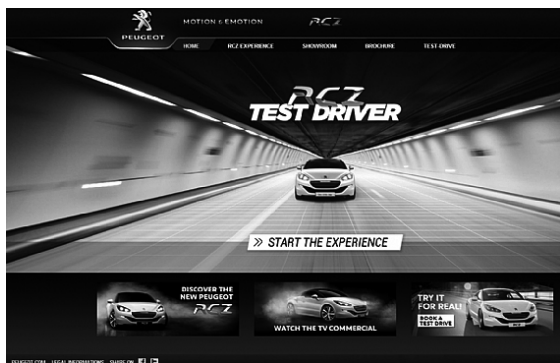 MOTION & EMOTION
RCZ
PEUGEOT
HOME
RCZ EXPERIENCE
SHOWROOM
BROCHURE
TEST-DRIVE
RCZ
TEST DRIVER
>> START THE EXPERIENCE
DISCOVER THE
NEW PEUGEOT
RCZ
WATCH THE TV COMMERCIAL
TRY IT
FOR REAL!
BOOK A
TEST DRIVE
PEUGEOT.COM
LEGAL INFORMATIONS
SHARE ON